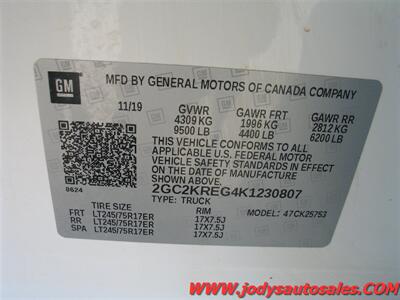 GM
MFD BY GENERAL MOTORS OF CANADA COMPANY
11/19 GVWR GAWR FRT GAWR RR
4309 KG 1996 KG 2812 KG
9500 LB 4400 LB 6200 LB
THIS VEHICLE CONFORMS TO ALL
APPLICABLE U.S. FEDERAL MOTOR
VEHICLE SAFETY STANDARDS IN
EFFECT ON THE DATE OF
MANUFACTURE SHOWN ABOVE.
2GC2KREG4K1230807
0624
TYPE: TRUCK MODEL: 47CK25753
TIRE SIZE RIM
FRT LT245/75R17ER 17X7.5J
RR LT245/75R17ER 17X7.5J
SPA LT245/75R17ER 17X7.5J
www.jodysautosales.com